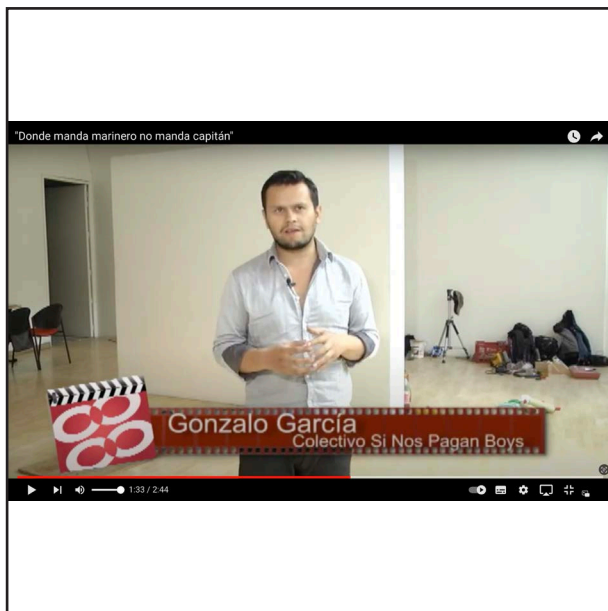 "Donde manda marinero no manda capitán"
Gonzalo García
Colectivo Si Nos Pagan Boys
1:33 / 2:44